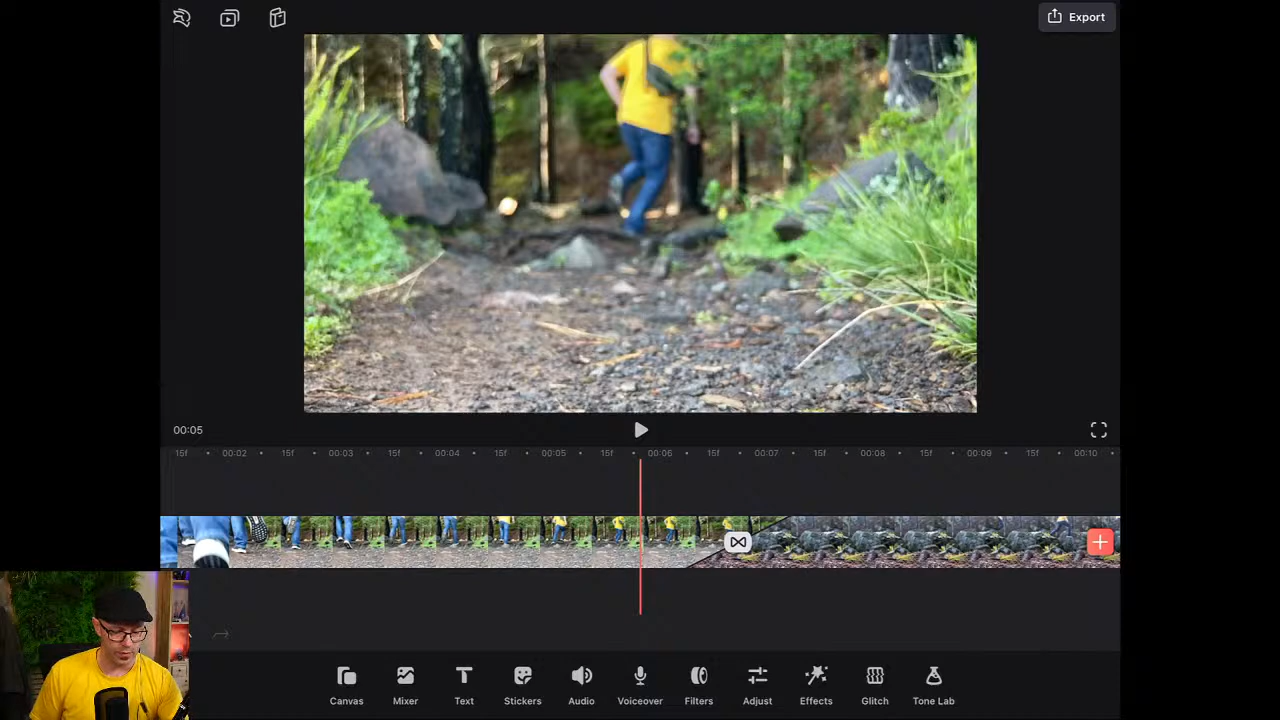 Export
00:05
15f 00:02 15f 00:03 15f 00:04 15f 00:05 15f 00:06 15f 00:07 15f 00:08 15f 00:09 15f 00:10
Canvas Mixer Text Stickers Audio Voiceover Filters Adjust Effects Glitch Tone Lab